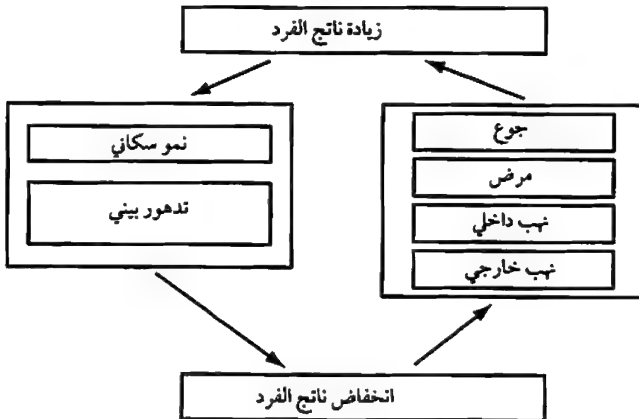 زيادة ناتج الفرد
جوع
نمو سكاني
مرض
تدهور بيئي
نهب داخلي
نهب خارجي
انخفاض ناتج الفرد